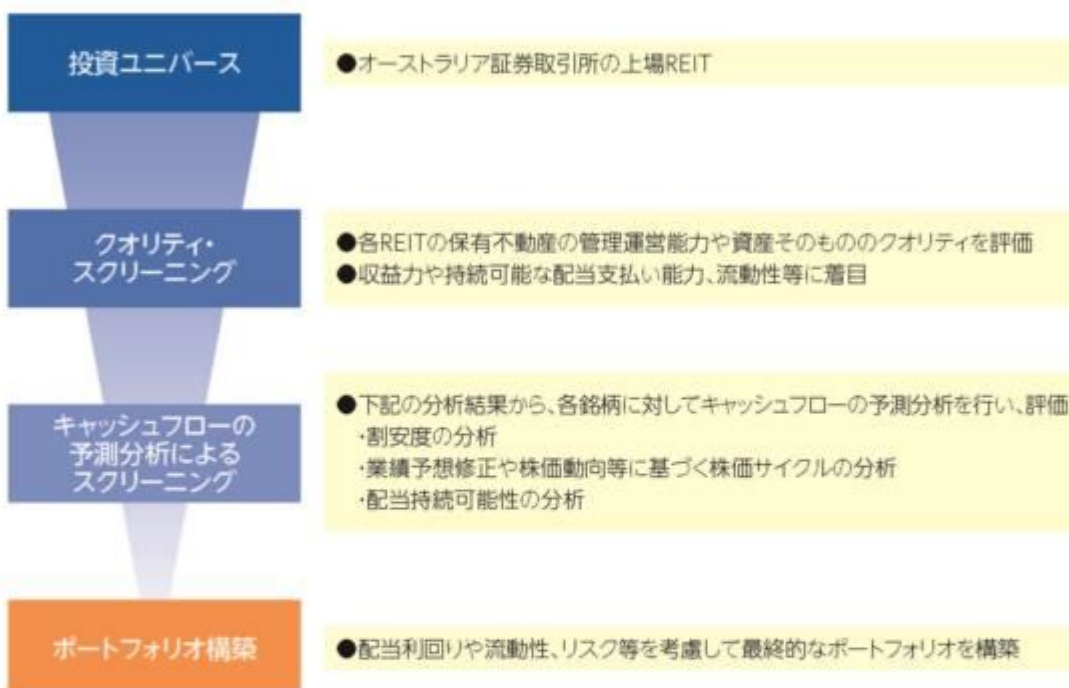 投資ユニバース
●オーストラリア証券取引所の上場REIT
クオリティ・
スクリーニング
●各REITの保有不動産の管理運営能力や資産そのもののクオリティを評価
●収益力や持続可能な配当支払い能力、流動性等に着目
キャッシュフローの
予測分析による
スクリーニング
●下記の分析結果から、各銘柄に対してキャッシュフローの予測分析を行い、評価
・割安度の分析
・業績予想修正や株価動向等に基づく株価サイクルの分析
・配当持続可能性の分析
ポートフォリオ構築
●配当利回りや流動性、リスク等を考慮して最終的なポートフォリオを構築